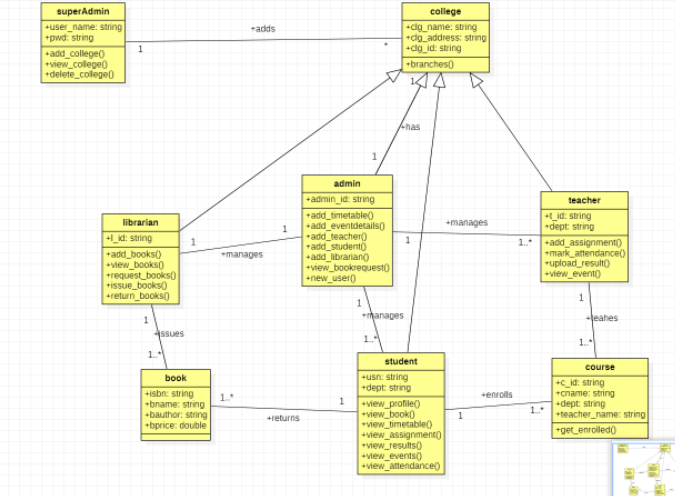 superAdmin
+user_name: string
+pwd: string
+add_college()
+view_college()
+delete_college()
+adds
1
*
college
+clg_name: string
+clg_address: string
+clg_id: string
+branches()
1
+has
1
admin
+admin_id: string
+add_timetable()
+add_eventdetails()
+add_teacher()
+add_student()
+add_librarian()
+view_bookrequest()
+new_user()
teacher
+t_id: string
+dept: string
+add_assignment()
+mark_attendance()
+upload_result()
+view_event()
librarian
+l_id: string
+add_books()
+view_books()
+request_books()
+issue_books()
+return_books()
1
+manages
1
1
+manages
1..*
1
+issues
1..*
1
+manages
1..*
1
+teahes
1..*
book
+isbn: string
+bname: string
+bauthor: string
+bprice: double
1..*
+returns
1
student
+usn: string
+dept: string
+view_profile()
+view_book()
+view_timetable()
+view_assignment()
+view_results()
+view_events()
+view_attendance()
+enrolls
1
1..*
course
+c_id: string
+cname: string
+dept: string
+teacher_name: string
+get_enrolled()